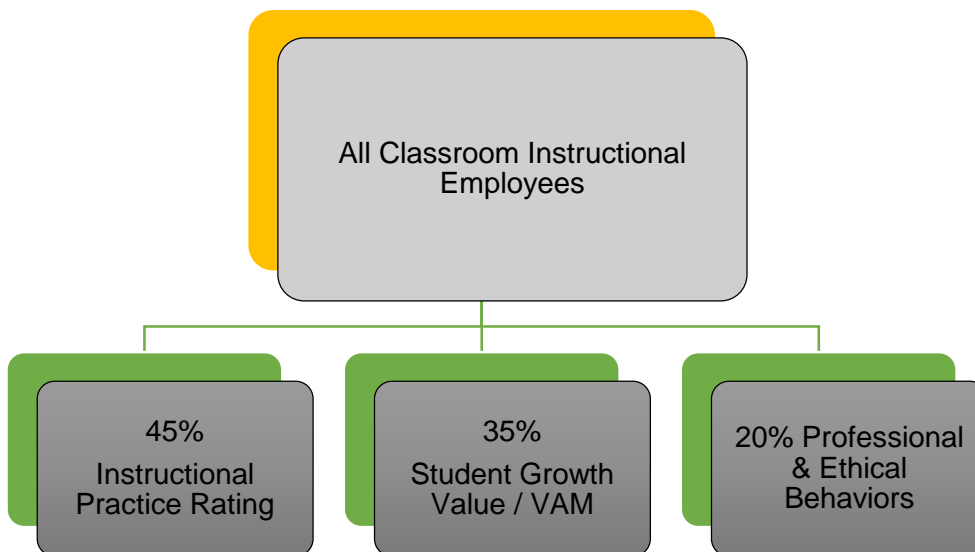 All Classroom Instructional
Employees
45%
Instructional
Practice Rating
35%
Student Growth
Value / VAM
20% Professional
& Ethical
Behaviors